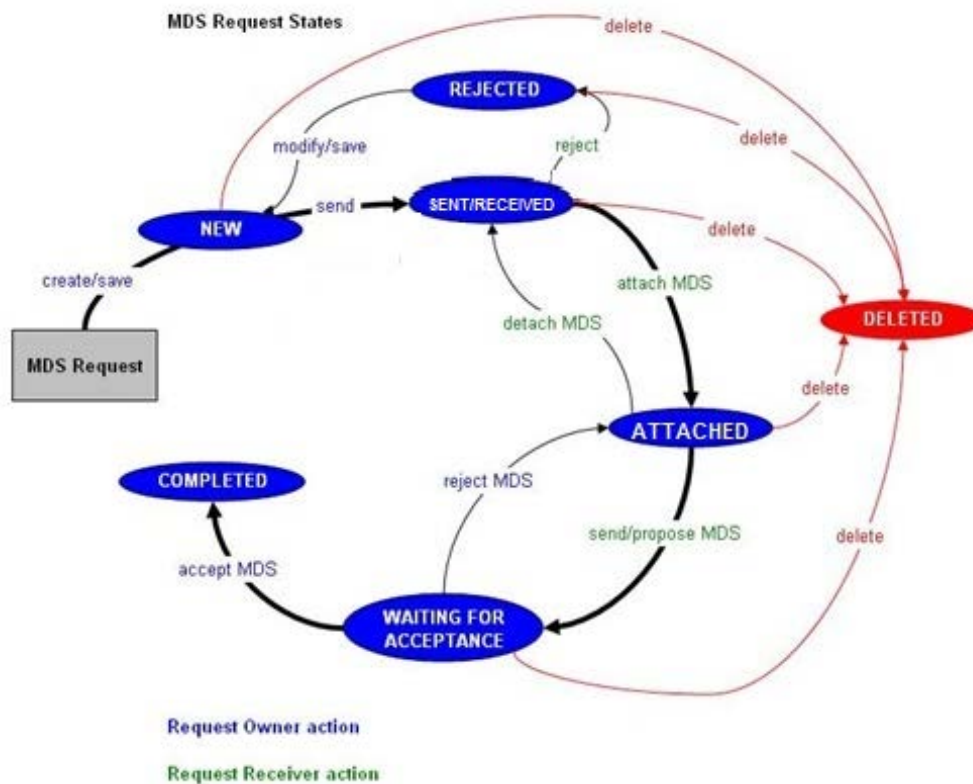 MDS Request States
delete
REJECTED
delete
modify/save
reject
send
SENT/RECEIVED
NEW
delete
create/save
attach MDS
detach MDS
DELETED
MDS Request
delete
ATTACHED
COMPLETED
reject MDS
send/propose MDS
delete
accept MDS
WAITING FOR
ACCEPTANCE
Request Owner action
Request Receiver action